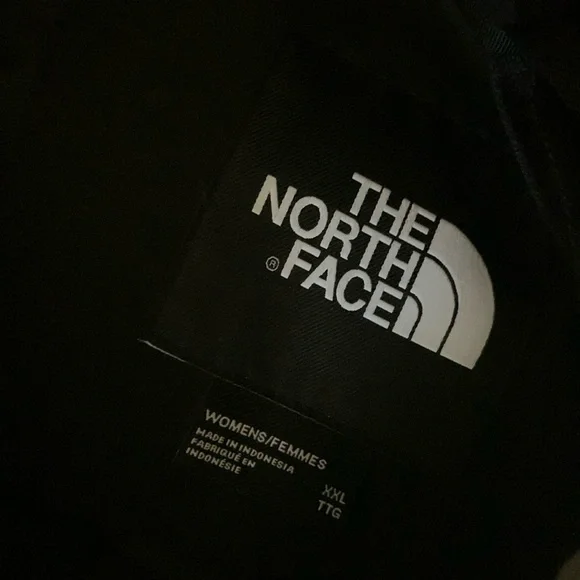 THE
NORTH
® FACE
WOMENS/FEMMES
MADE IN INDONESIA
FABRIQUÉ EN
INDONÉSIE
XXL
TTG